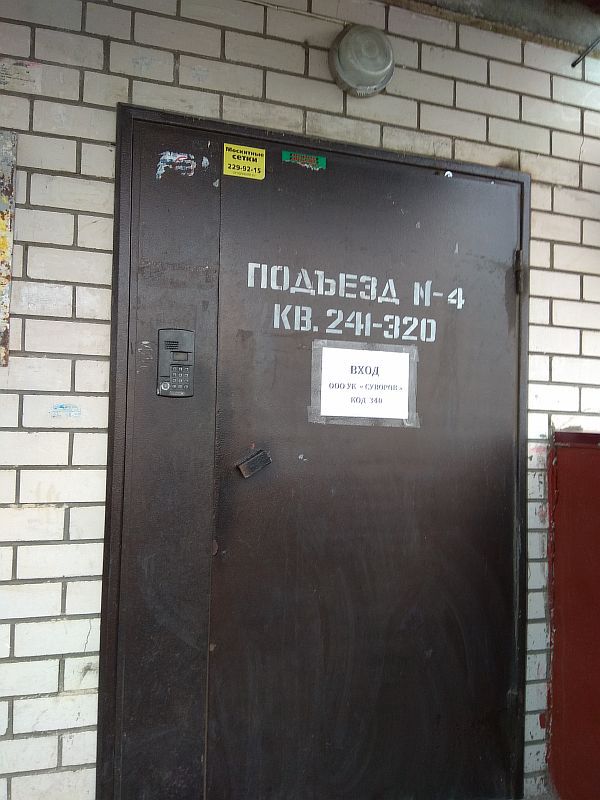 Москитные
сетки
229-92-15
ПОДЪЕЗД N-4
КВ. 241-320
ВХОД
ООО УК «СУВОРОВ»
КОД 340